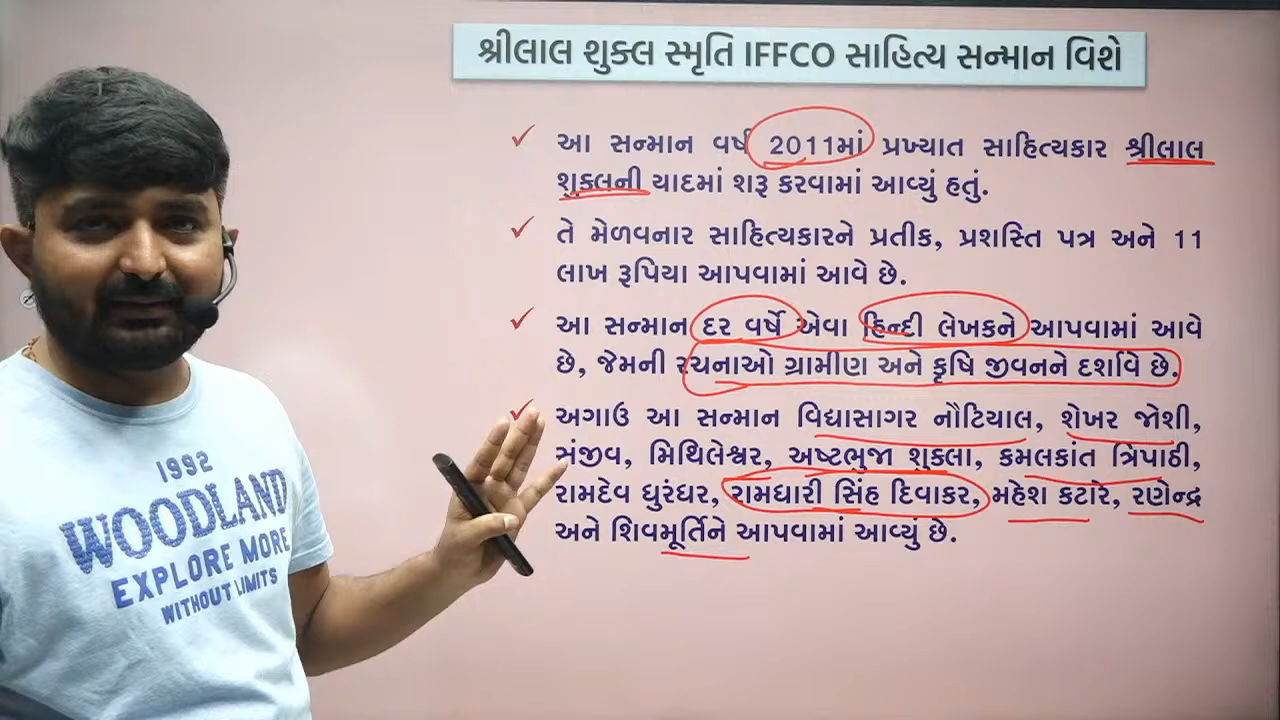 શ્રીલાલ શુક્લ સ્મૃતિ IFFCO સાહિત્ય સન્માન વિશે
આ સન્માન વર્ષ 2011માં પ્રખ્યાત સાહિત્યકાર શ્રીલાલ
શુક્લની યાદમાં શરૂ કરવામાં આવ્યું હતું.
તે મેળવનાર સાહિત્યકારને પ્રતીક, પ્રશસ્તિ પત્ર અને 11
લાખ રૂપિયા આપવામાં આવે છે.
આ સન્માન દર વર્ષે એવા હિન્દી લેખકને આપવામાં આવે
છે, જેમની રચનાઓ ગ્રામીણ અને કૃષિ જીવનને દર્શાવે છે.
અગાઉ આ સન્માન વિદ્યાસાગર નૌટિયાલ, શેખર જોશી,
સંજીવ, મિથિલેશ્વર, અષ્ટભુજા શુક્લા, કમલકાંત ત્રિપાઠી,
રામદેવ ધુરંધર, રામધારી સિંહ દિવાકર, મહેશ કટારે, રણેન્દ્ર
અને શિવમૂર્તિને આપવામાં આવ્યું છે.
1992
WOODLAND
EXPLORE MORE
WITHOUT LIMITS